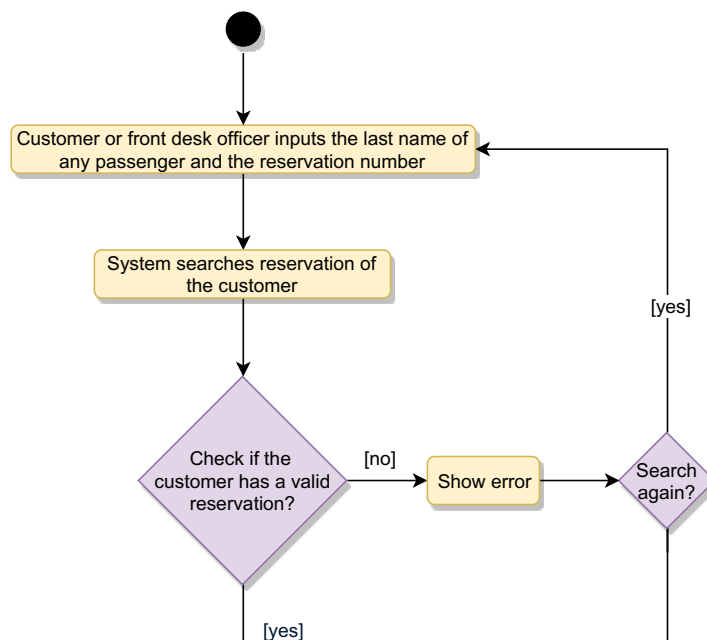 Customer or front desk officer inputs the last name of
any passenger and the reservation number
System searches reservation of
the customer
[yes]
Check if the
customer has a valid
reservation?
[no]
Show error
Search
again?
[yes]